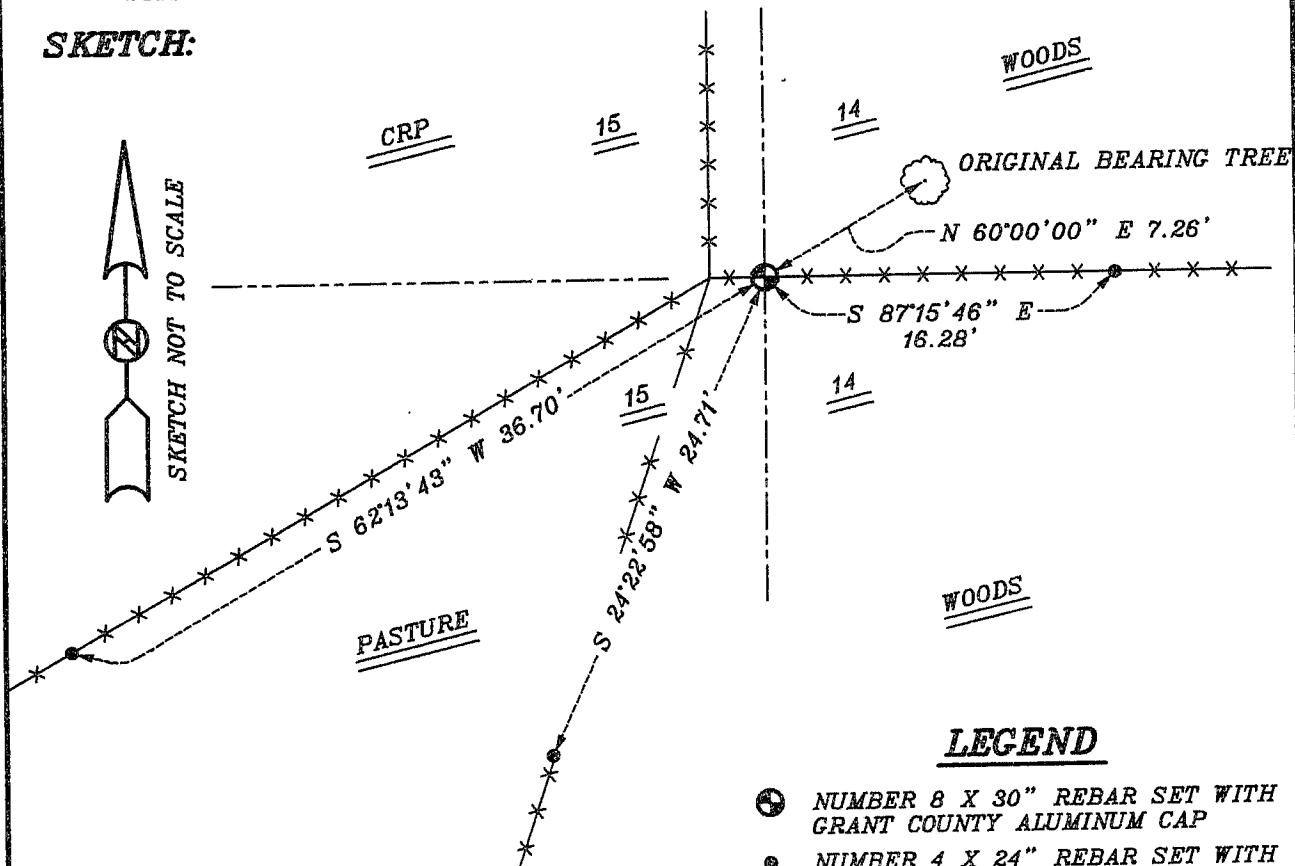 SKETCH:
WOODS
14
15
CRP
ORIGINAL BEARING TREE
SKETCH NOT TO SCALE
N
N 60°00'00" E 7.26'
S 87°15'46" E
16.28'
15
14
S 62°13'43" W 36.70'
S 24°22'58" W 24.71'
WOODS
PASTURE
LEGEND
NUMBER 8 X 30" REBAR SET WITH
GRANT COUNTY ALUMINUM CAP
NUMBER 4 X 24" REBAR SET WITH